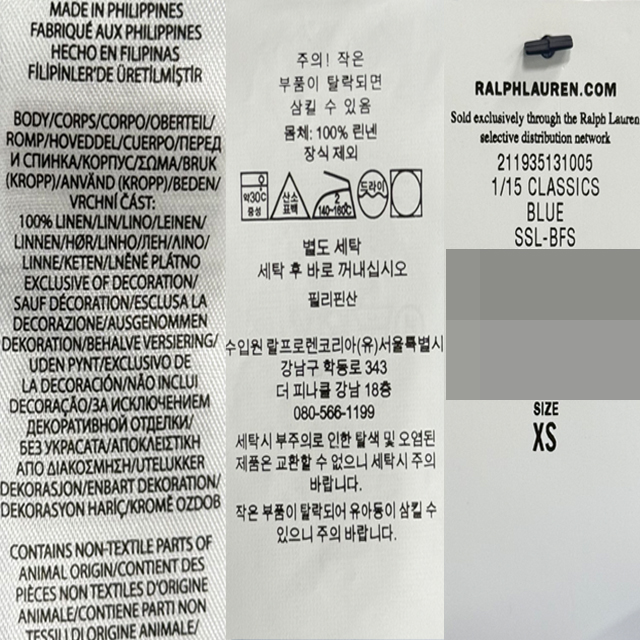 MADE IN PHILIPPINES
FABRIQUÉ AUX PHILIPPINES
HECHO EN FILIPINAS
FİLİPİNLER'DE ÜRETİLMİŞTİR
BODY/CORPS/CORPO/OBERTEIL/
ROMP/HOVEDDEL/CUERPO/ПЕРЕД
И СПИНКА/КОРПУС/ΣΩΜΑ/BRUK
(KROPP)/ANVÄND (KROPP)/BEDEN/
VRCHNÍ ČÁST:
100% LINEN/LIN/LINO/LEINEN/
LINNEN/HØR/LINHO/ЛЕН/ΛΙΝΟ/
LINNE/KETEN/LNĚNÉ PLÁTNO
EXCLUSIVE OF DECORATION/
SAUF DÉCORATION/ESCLUSA LA
DECORAZIONE/AUSGENOMMEN
DEKORATION/BEHALVE VERSIERING/
UDEN PYNT/EXCLUSIVO DE
LA DECORACIÓN/NÃO INCLUI
DECORAÇÃO/ЗА ИСКЛЮЧЕНИЕМ
ДЕКОРАТИВНОЙ ОТДЕЛКИ/
БЕЗ УКРАСАТА/ΑΠΟΚΛΕΙΣΤΙΚΗ
ΑΠΟ ΔΙΑΚΟΣΜΗΣΗ/UTELUKKER
DEKORASJON/ENBART DEKORATION/
DEKORASYON HARİÇ/KROMĚ OZDOB
CONTAINS NON-TEXTILE PARTS OF
ANIMAL ORIGIN/CONTIENT DES
PIÈCES NON TEXTILES D'ORIGINE
ANIMALE/CONTIENE PARTI NON
TESSILI DI ORIGINE ANIMALE/
주의! 작은
부품이 탈락되면
삼킬 수 있음
몸체: 100% 린넨
장식 제외
약30C
중성
산소
표백
2
140~160℃
드라이
별도 세탁
세탁 후 바로 꺼내십시오
필리핀산
수입원 랄프로렌코리아(유)서울특별시
강남구 학동로 343
더 피나클 강남 18층
080-566-1199
세탁시 부주의로 인한 탈색 및 오염된
제품은 교환할 수 없으니 세탁시 주의
바랍니다.
작은 부품이 탈락되어 유아등이 삼킬 수
있으니 주의 바랍니다.
RALPHLAUREN.COM
Sold exclusively through the Ralph Lauren
selective distribution network
211935131005
1/15 CLASSICS
BLUE
SSL-BFS
SIZE
XS